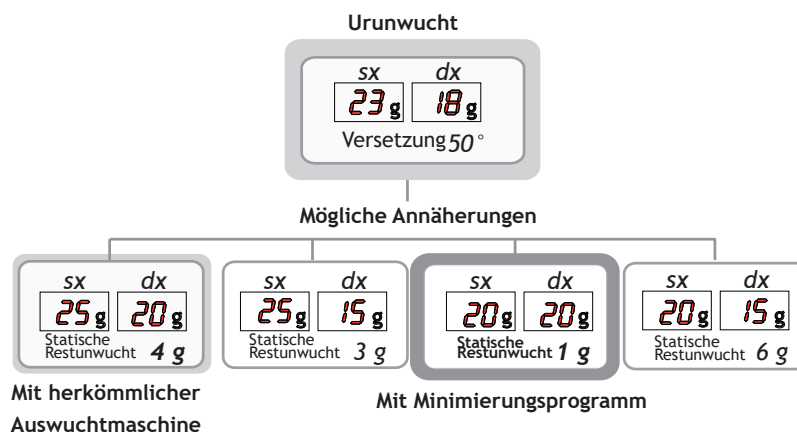 Urunwucht
sx dx
23 g 18 g
Versetzung 50°
Mögliche Annäherungen
sx dx
25 g 20 g
Statische
Restunwucht 4 g
sx dx
25 g 15 g
Statische
Restunwucht 3 g
sx dx
20 g 20 g
Statische
Restunwucht 1 g
sx dx
20 g 15 g
Statische
Restunwucht 6 g
Mit herkömmlicher
Auswuchtmaschine
Mit Minimierungsprogramm